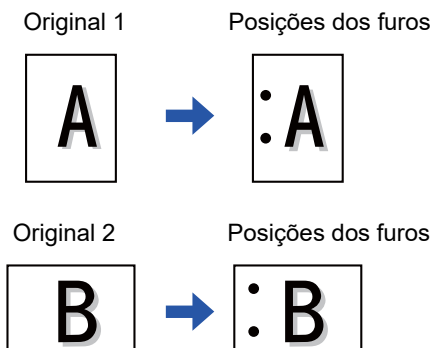 Original 1 Posições dos furos
A A
Original 2 Posições dos furos
B B